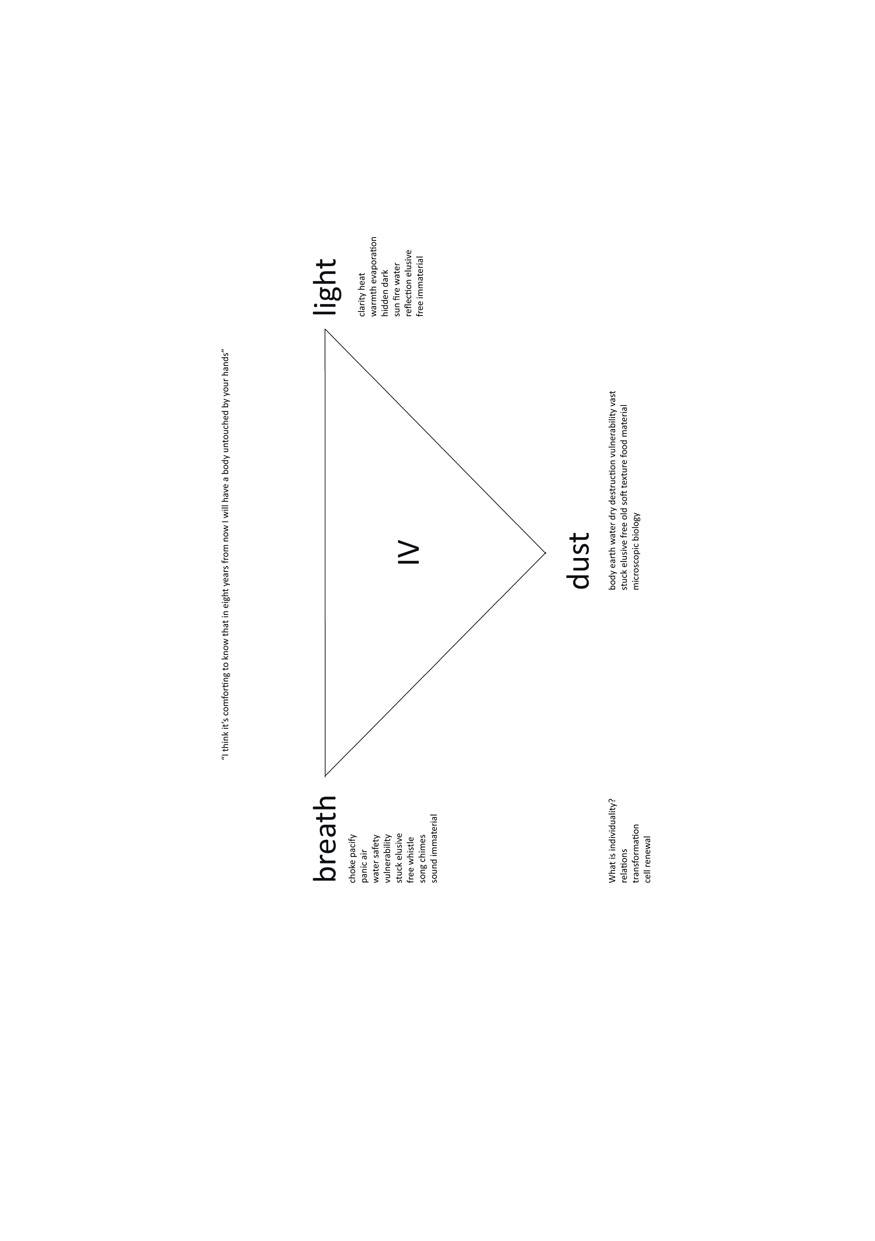 “I think it’s comforting to know that in eight years from now I will have a body untouched by your hands”
breath
choke pacify
panic air
water safety
vulnerability
stuck elusive
free whistle
song chimes
sound immaterial
light
clarity heat
warmth evaporation
hidden dark
sun fire water
reflection elusive
free immaterial
IV
dust
body earth water dry destruction vulnerability vast
stuck elusive free old soft texture food material
microscopic biology
What is individuality?
relations
transformation
cell renewal